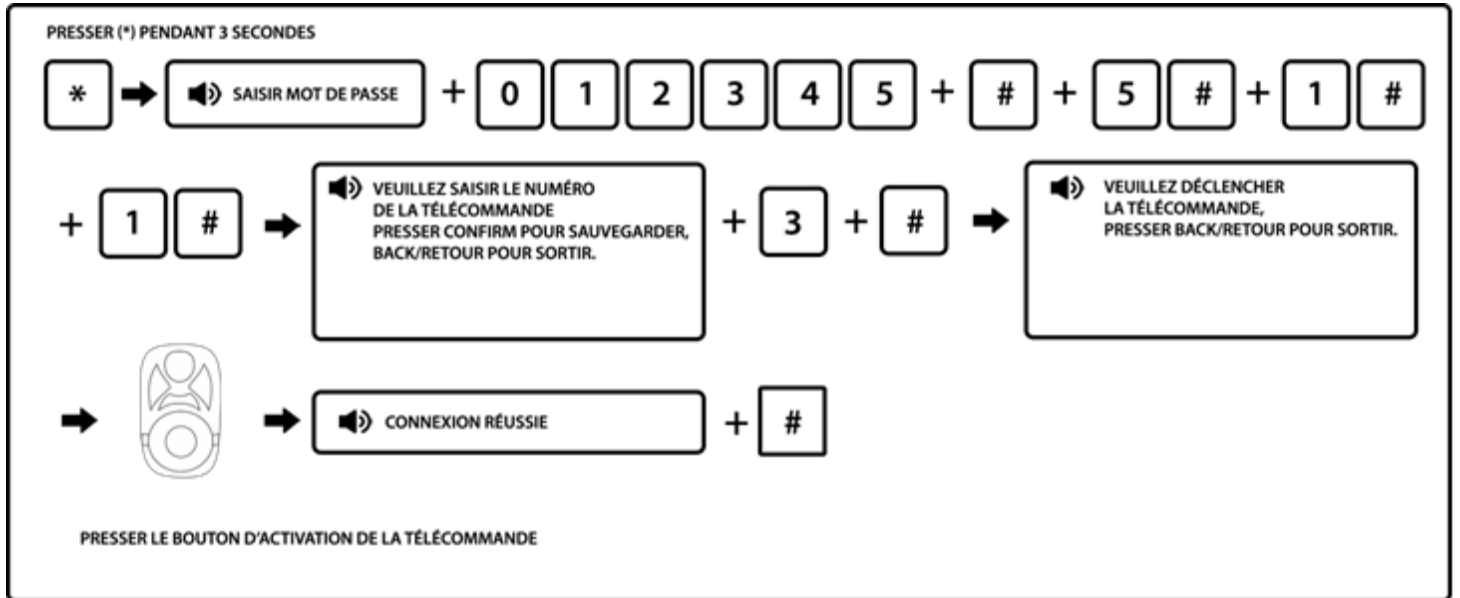 PRESSER (*) PENDANT 3 SECONDES
* SAISIR MOT DE PASSE + 0 1 2 3 4 5 + # + 5 # + 1 #
+ 1 # VEUILLEZ SAISIR LE NUMÉRO
DE LA TÉLÉCOMMANDE
PRESSER CONFIRM POUR SAUVEGARDER,
BACK/RETOUR POUR SORTIR.
+ 3 + # VEUILLEZ DÉCLENCHER
LA TÉLÉCOMMANDE,
PRESSER BACK/RETOUR POUR SORTIR.
CONNEXION RÉUSSIE + #
PRESSER LE BOUTON D'ACTIVATION DE LA TÉLÉCOMMANDE